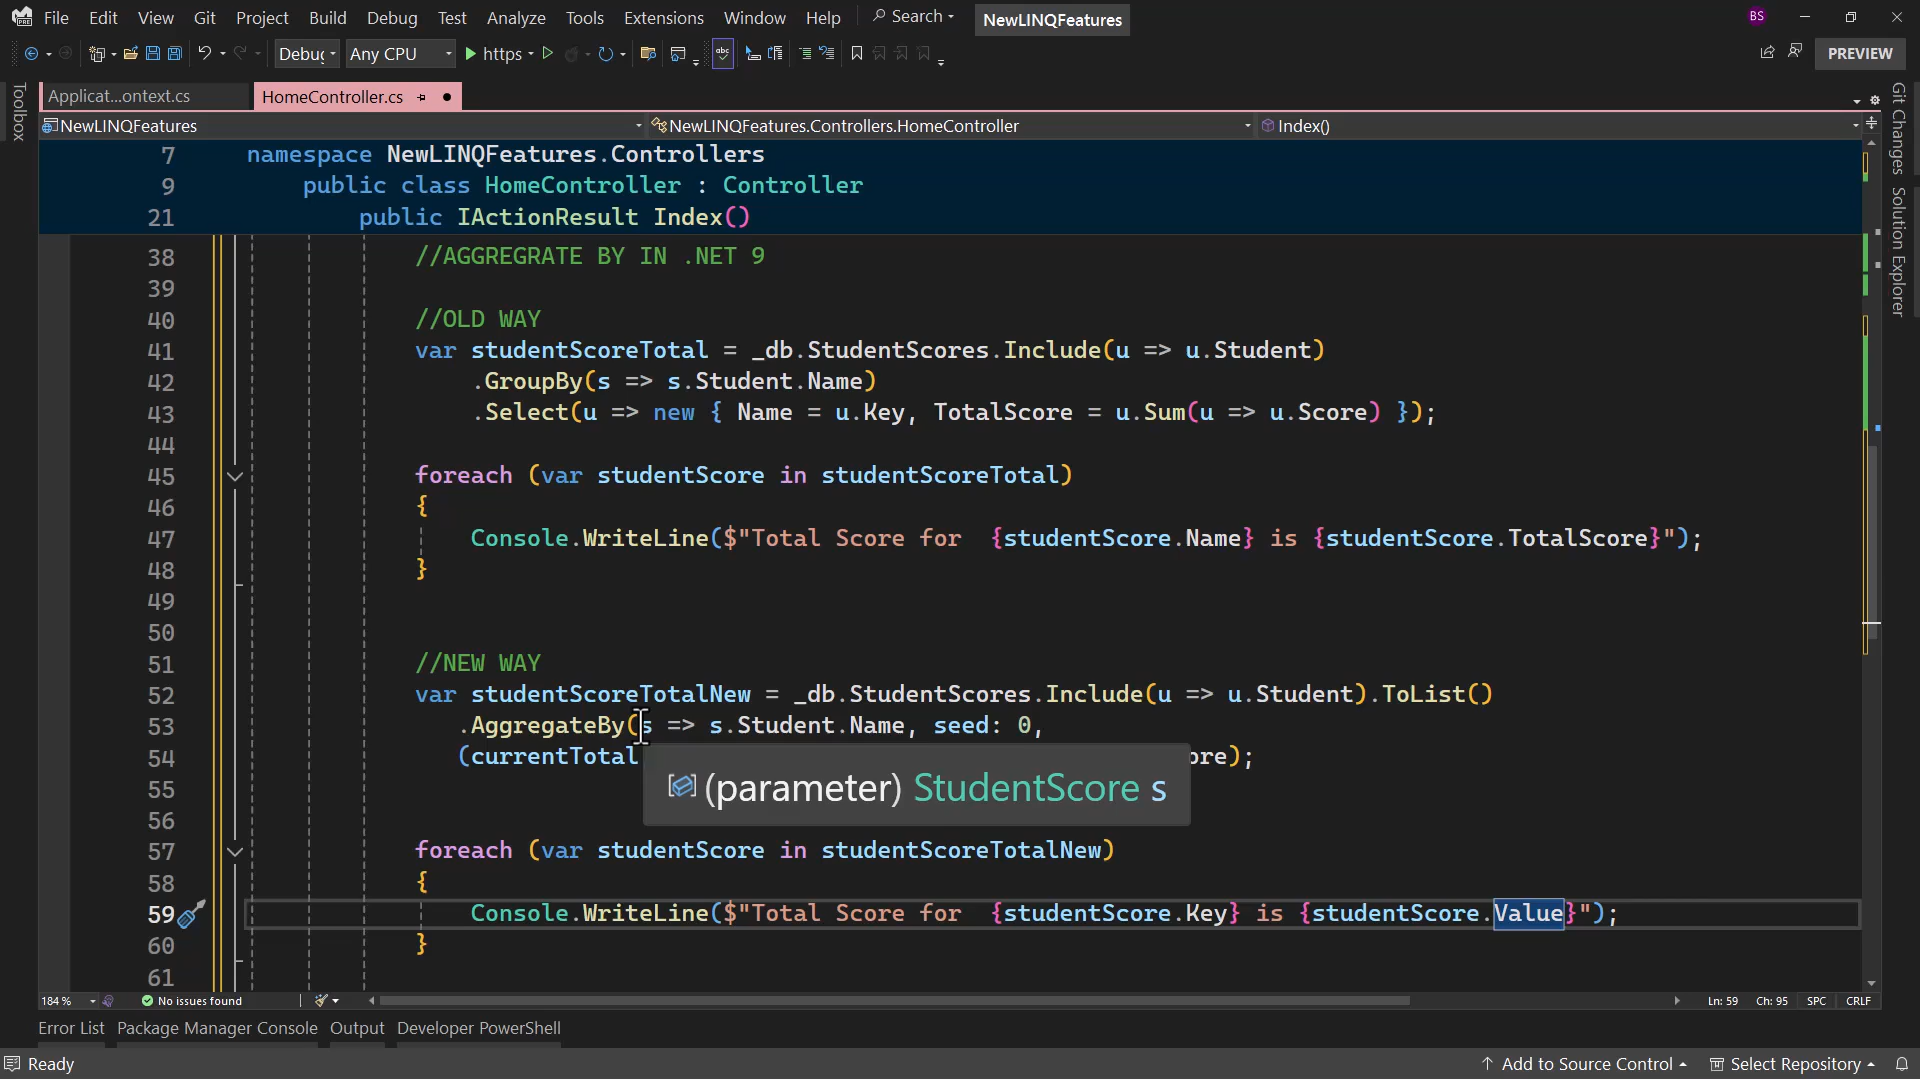 File Edit View Git Project Build Debug Test Analyze Tools Extensions Window Help Search NewLINQFeatures BS
Debug Any CPU https abc PREVIEW
Toolbox
Applicat...ontext.cs HomeController.cs
NewLINQFeatures NewLINQFeatures.Controllers.HomeController Index()
Git Changes
Solution Explorer
7 namespace NewLINQFeatures.Controllers
9 public class HomeController : Controller
21 public IActionResult Index()
38 //AGGREGRATE BY IN .NET 9
39
40 //OLD WAY
41 var studentScoreTotal = _db.StudentScores.Include(u => u.Student)
42 .GroupBy(s => s.Student.Name)
43 .Select(u => new { Name = u.Key, TotalScore = u.Sum(u => u.Score) });
44
45 foreach (var studentScore in studentScoreTotal)
46 {
47 Console.WriteLine($"Total Score for  {studentScore.Name} is {studentScore.TotalScore}");
48 }
49
50
51 //NEW WAY
52 var studentScoreTotalNew = _db.StudentScores.Include(u => u.Student).ToList()
53 .AggregateBy(s => s.Student.Name, seed: 0,
54 (currentTotal ore);
(parameter) StudentScore s
55
56
57 foreach (var studentScore in studentScoreTotalNew)
58 {
59 Console.WriteLine($"Total Score for  {studentScore.Key} is {studentScore.Value}");
60 }
61
184 % No issues found Ln: 59 Ch: 95 SPC CRLF
Error List Package Manager Console Output Developer PowerShell
Ready Add to Source Control Select Repository